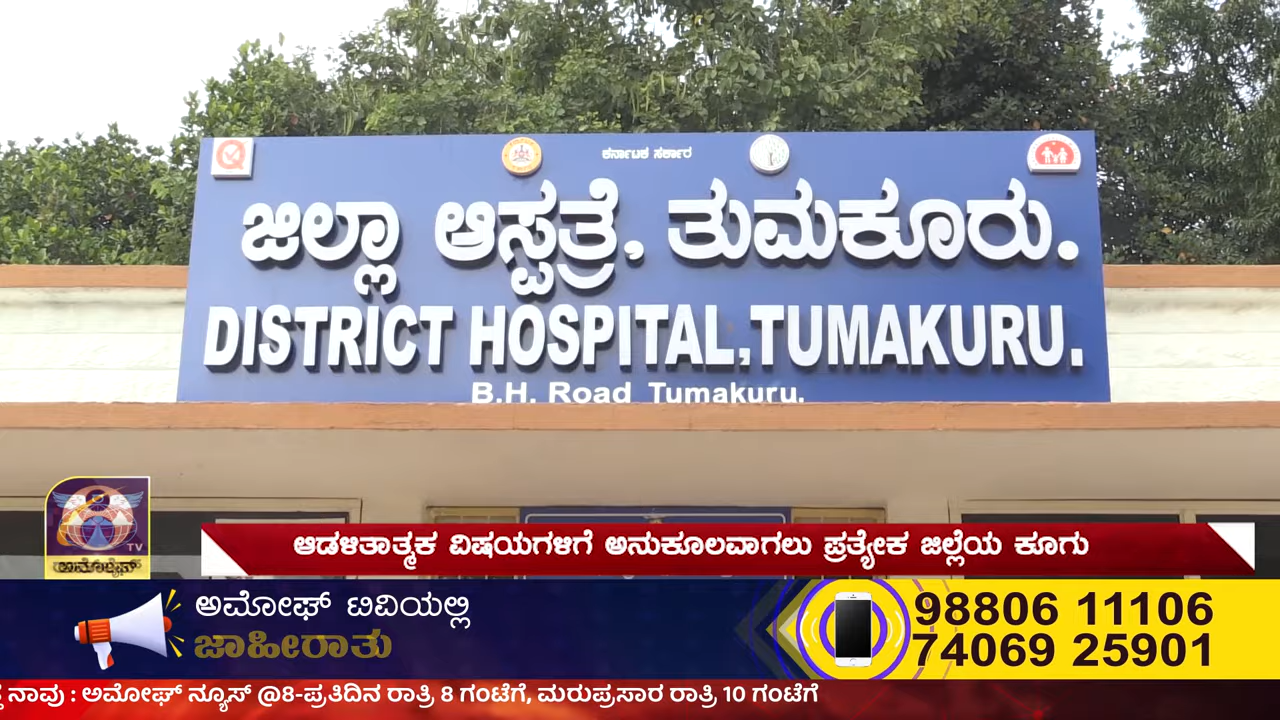 ಕರ್ನಾಟಕ ಸರ್ಕಾರ
ಜಿಲ್ಲಾ ಆಸ್ಪತ್ರೆ, ತುಮಕೂರು.
DISTRICT HOSPITAL, TUMAKURU.
B.H. Road Tumakuru.
TV
ಆಡಳಿತಾತ್ಮಕ ವಿಷಯಗಳಿಗೆ ಅನುಕೂಲವಾಗಲು ಪ್ರತ್ಯೇಕ ಜಿಲ್ಲೆಯ ಕೂಗು
ಅಮೋಘ್ ಟಿವಿಯಲ್ಲಿ
ಜಾಹೀರಾತು
98806 11106
74069 25901
ನಾವು : ಅಮೋಘ್ ನ್ಯೂಸ್ @8-ಪ್ರತಿದಿನ ರಾತ್ರಿ 8 ಗಂಟೆಗೆ, ಮರುಪ್ರಸಾರ ರಾತ್ರಿ 10 ಗಂಟೆಗೆ